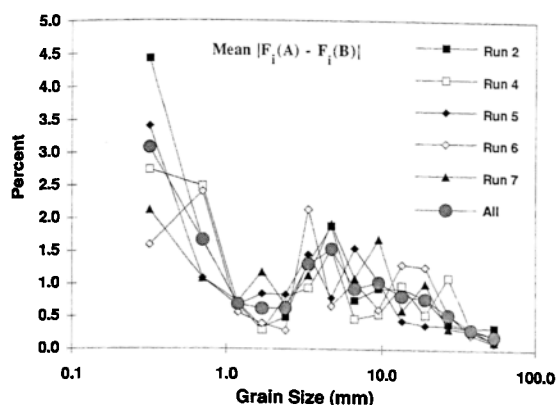 5.0
4.5
4.0
3.5
3.0
2.5
2.0
1.5
1.0
0.5
0.0
Percent
Mean |F_i(A) - F_i(B)|
Run 2
Run 4
Run 5
Run 6
Run 7
All
0.1
1.0
10.0
100.0
Grain Size (mm)